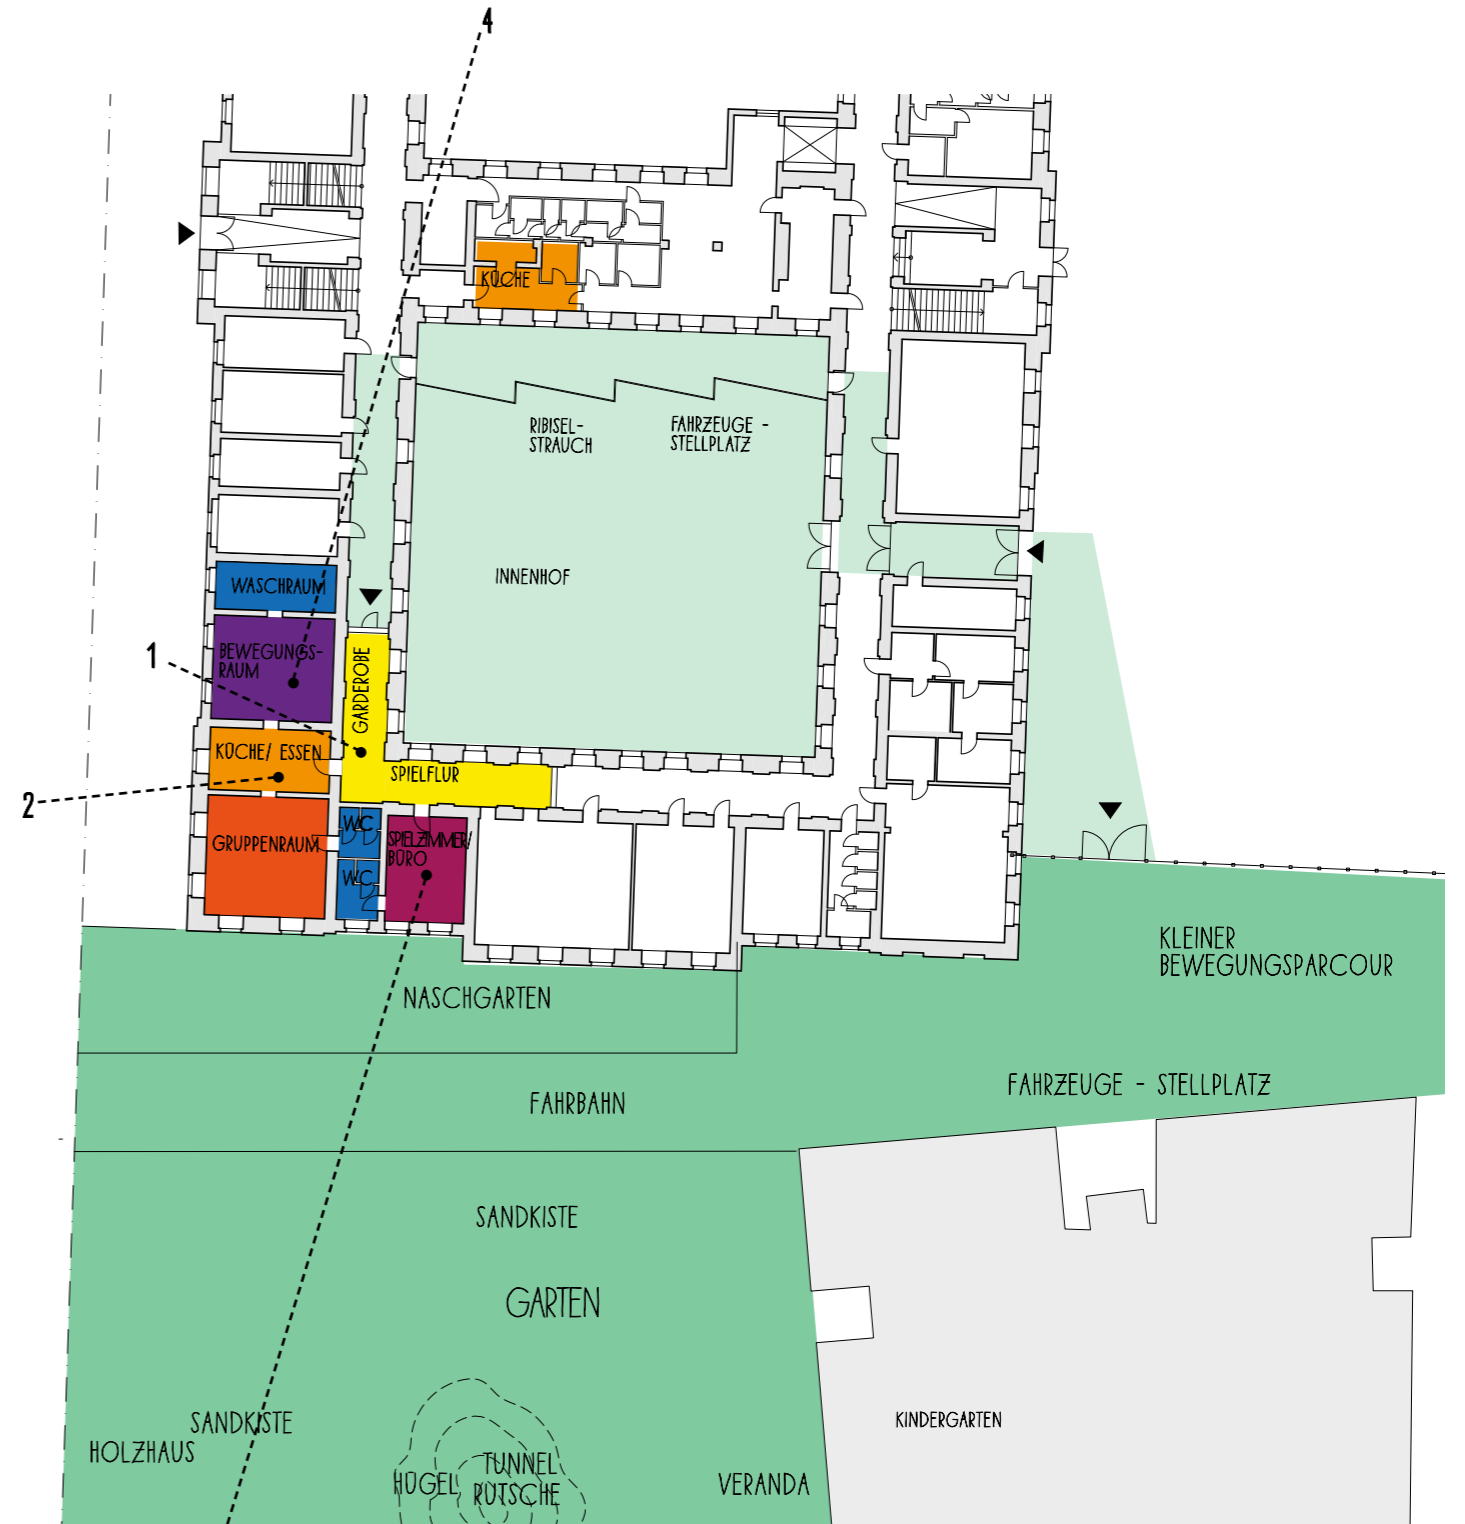 4
KÜCHE
RIBISEL-
STRAUCH
FAHRZEUGE -
STELLPLATZ
INNENHOF
WASCHRAUM
BEWEGUNGS-
RAUM
1
GARDEROBE
KÜCHE/ ESSEN
SPIELFLUR
2
WC
GRUPPENRAUM
SPIELZIMMER/
BÜRO
WC
KLEINER
BEWEGUNGSPARCOUR
NASCHGARTEN
FAHRZEUGE - STELLPLATZ
FAHRBAHN
SANDKISTE
GARTEN
SANDKISTE
KINDERGARTEN
HOLZHAUS
HÜGEL
TUNNEL
RUTSCHE
VERANDA